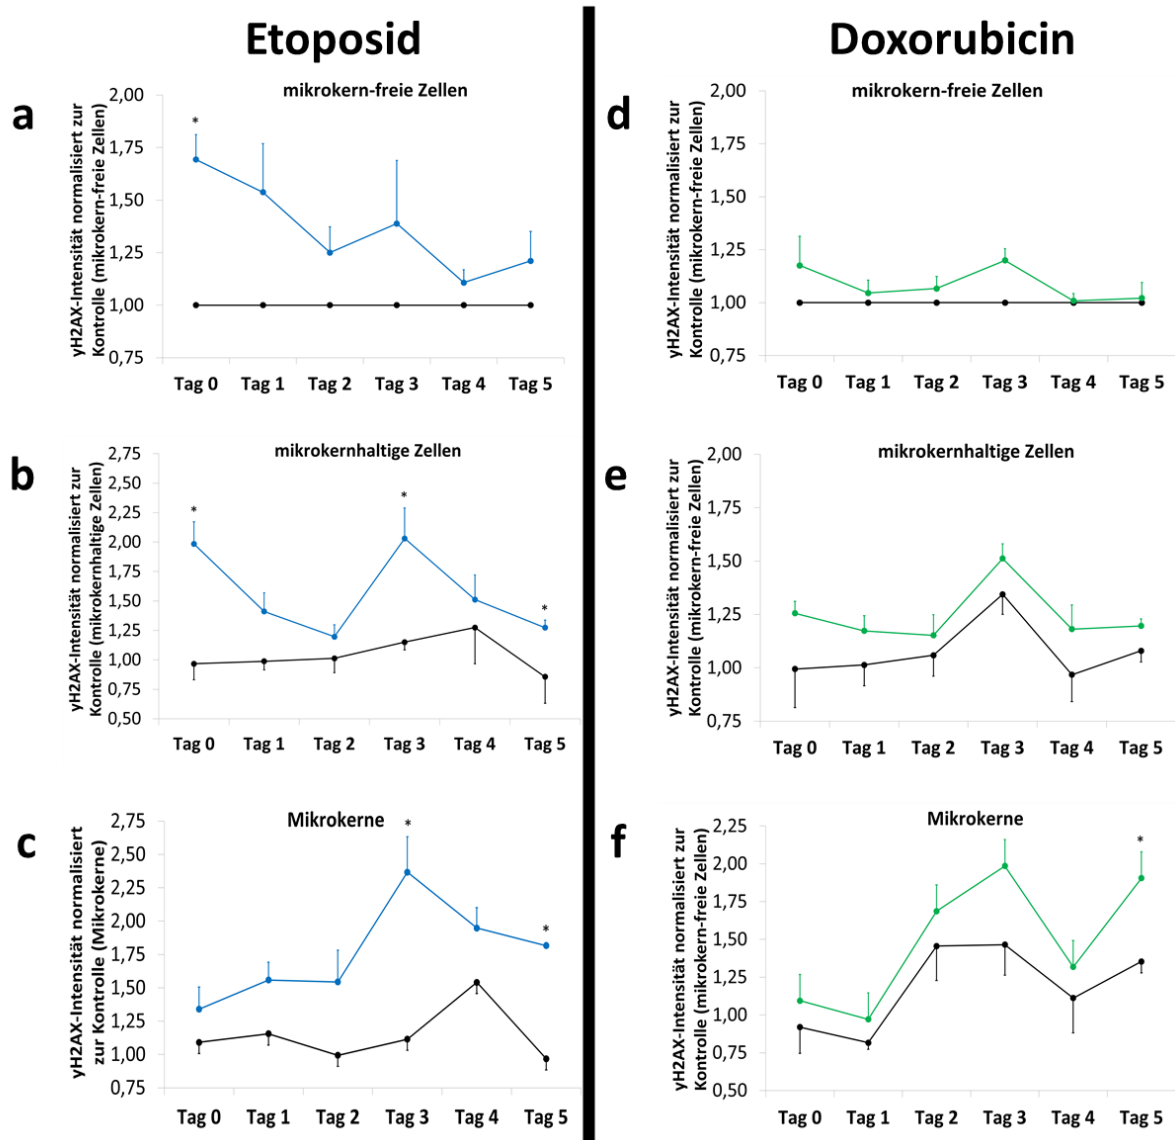 Etoposid
Doxorubicin
a
mikrokern-freie Zellen
yH2AX-Intensität normalisiert zur
Kontrolle (mikrokern-freie Zellen)
2,00
*
1,75
1,50
1,25
1,00
0,75
Tag 0 Tag 1 Tag 2 Tag 3 Tag 4 Tag 5
d
mikrokern-freie Zellen
yH2AX-Intensität normalisiert zur
Kontrolle (mikrokern-freie Zellen)
2,00
1,75
1,50
1,25
1,00
0,75
Tag 0 Tag 1 Tag 2 Tag 3 Tag 4 Tag 5
b
mikrokernhaltige Zellen
yH2AX-Intensität normalisiert zur
Kontrolle (mikrokernhaltige Zellen)
2,75
2,50
2,25
2,00
1,75
1,50
1,25
1,00
0,75
0,50
* * *
Tag 0 Tag 1 Tag 2 Tag 3 Tag 4 Tag 5
e
mikrokernhaltige Zellen
yH2AX-Intensität normalisiert zur
Kontrolle (mikrokern-freie Zellen)
2,00
1,75
1,50
1,25
1,00
0,75
Tag 0 Tag 1 Tag 2 Tag 3 Tag 4 Tag 5
c
Mikrokerne
yH2AX-Intensität normalisiert
zur Kontrolle (Mikrokerne)
2,75
2,50
2,25
2,00
1,75
1,50
1,25
1,00
0,75
* *
Tag 0 Tag 1 Tag 2 Tag 3 Tag 4 Tag 5
f
Mikrokerne
yH2AX-Intensität normalisiert zur
Kontrolle (mikrokern-freie Zellen)
2,25
2,00
1,75
1,50
1,25
1,00
0,75
0,50
*
Tag 0 Tag 1 Tag 2 Tag 3 Tag 4 Tag 5